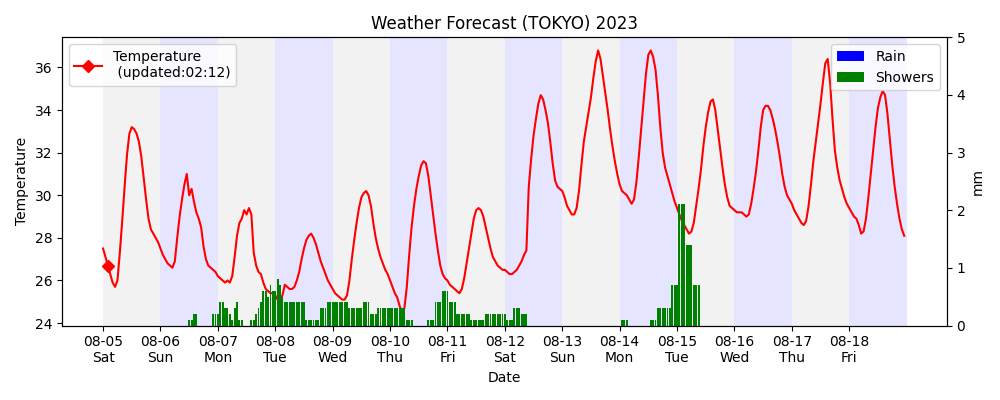 Weather Forecast (TOKYO) 2023
Temperature
(updated:02:12)
Rain
Showers
Temperature
36
34
32
30
28
26
24
5
4
3
2
1
0
mm
08-05 08-06 08-07 08-08 08-09 08-10 08-11 08-12 08-13 08-14 08-15 08-16 08-17 08-18
Sat Sun Mon Tue Wed Thu Fri Sat Sun Mon Tue Wed Thu Fri
Date